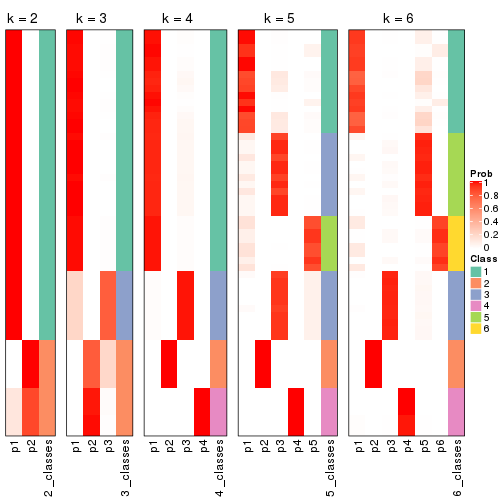 k = 2
k = 3
k = 4
k = 5
k = 6
p1
p2
2_classes
p1
p2
p3
3_classes
p1
p2
p3
p4
4_classes
p1
p2
p3
p4
p5
5_classes
p1
p2
p3
p4
p5
p6
6_classes
Prob
1
0.8
0.6
0.4
0.2
0
Class
1
2
3
4
5
6